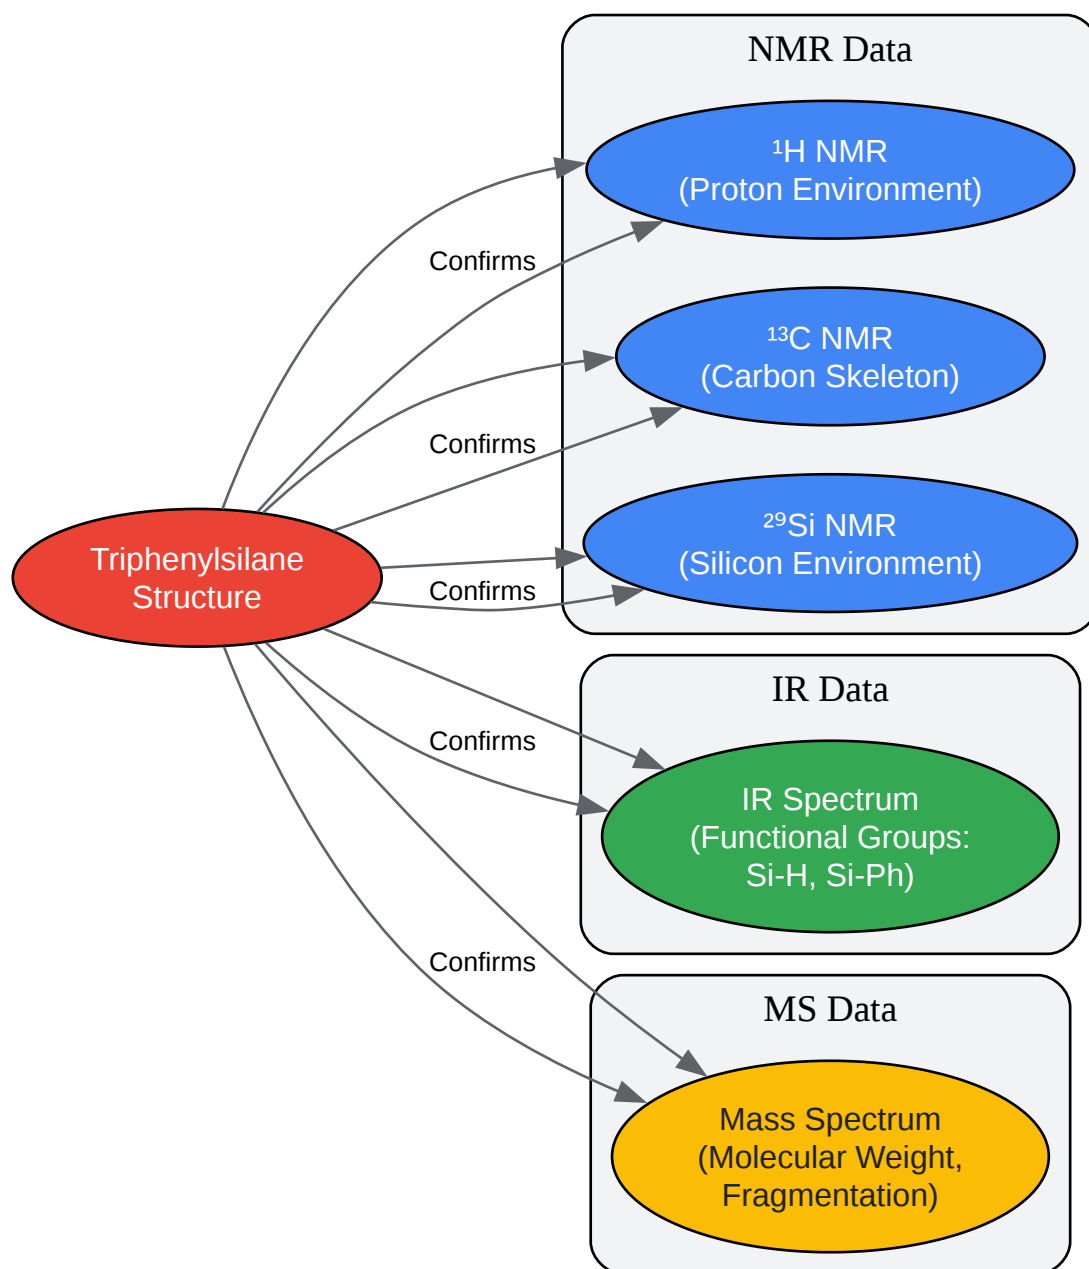 NMR Data
¹H NMR
(Proton Environment)
Confirms
¹³C NMR
(Carbon Skeleton)
Confirms
²⁹Si NMR
(Silicon Environment)
Triphenylsilane
Structure
Confirms
IR Data
Confirms
IR Spectrum
(Functional Groups:
Si-H, Si-Ph)
Confirms
MS Data
Mass Spectrum
(Molecular Weight,
Fragmentation)